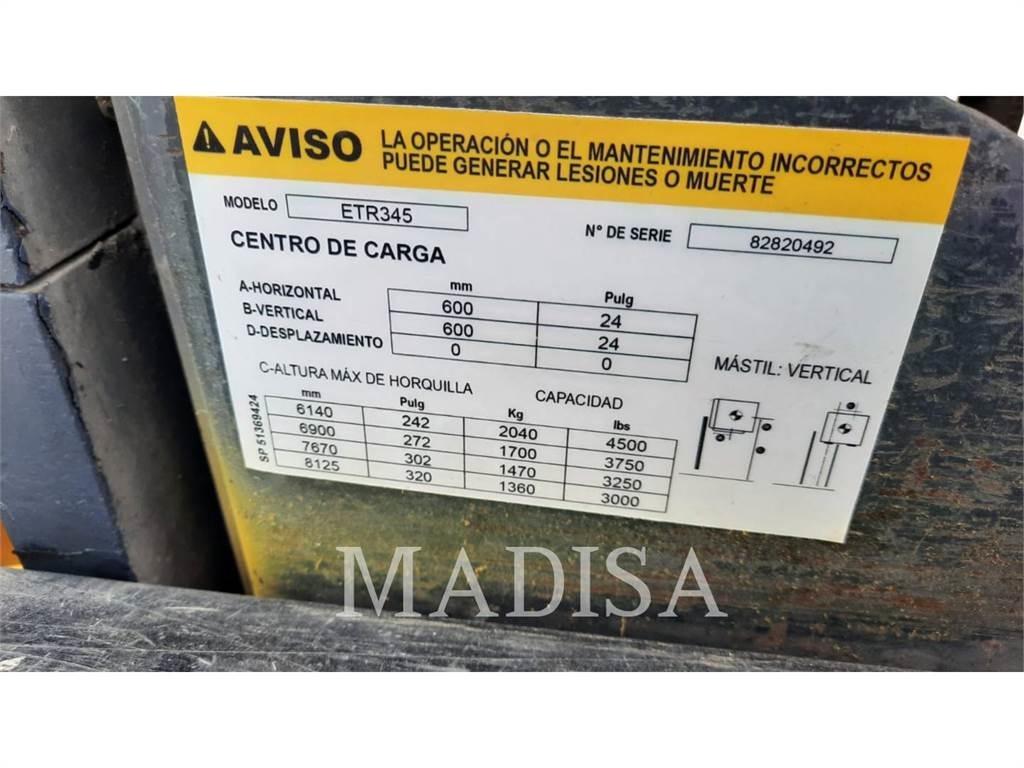 AVISO LA OPERACIÓN O EL MANTENIMIENTO INCORRECTOS
PUEDE GENERAR LESIONES O MUERTE
MODELO ETR345 N° DE SERIE 82820492
CENTRO DE CARGA
mm Pulg
A-HORIZONTAL 600 24
B-VERTICAL 600 24
D-DESPLAZAMIENTO 0 0
MÁSTIL: VERTICAL
C-ALTURA MÁX DE HORQUILLA CAPACIDAD
mm Pulg Kg lbs
6140 242 2040 4500
6900 272 1700 3750
7670 302 1470 3250
8125 320 1360 3000
SP 51369424
MADISA